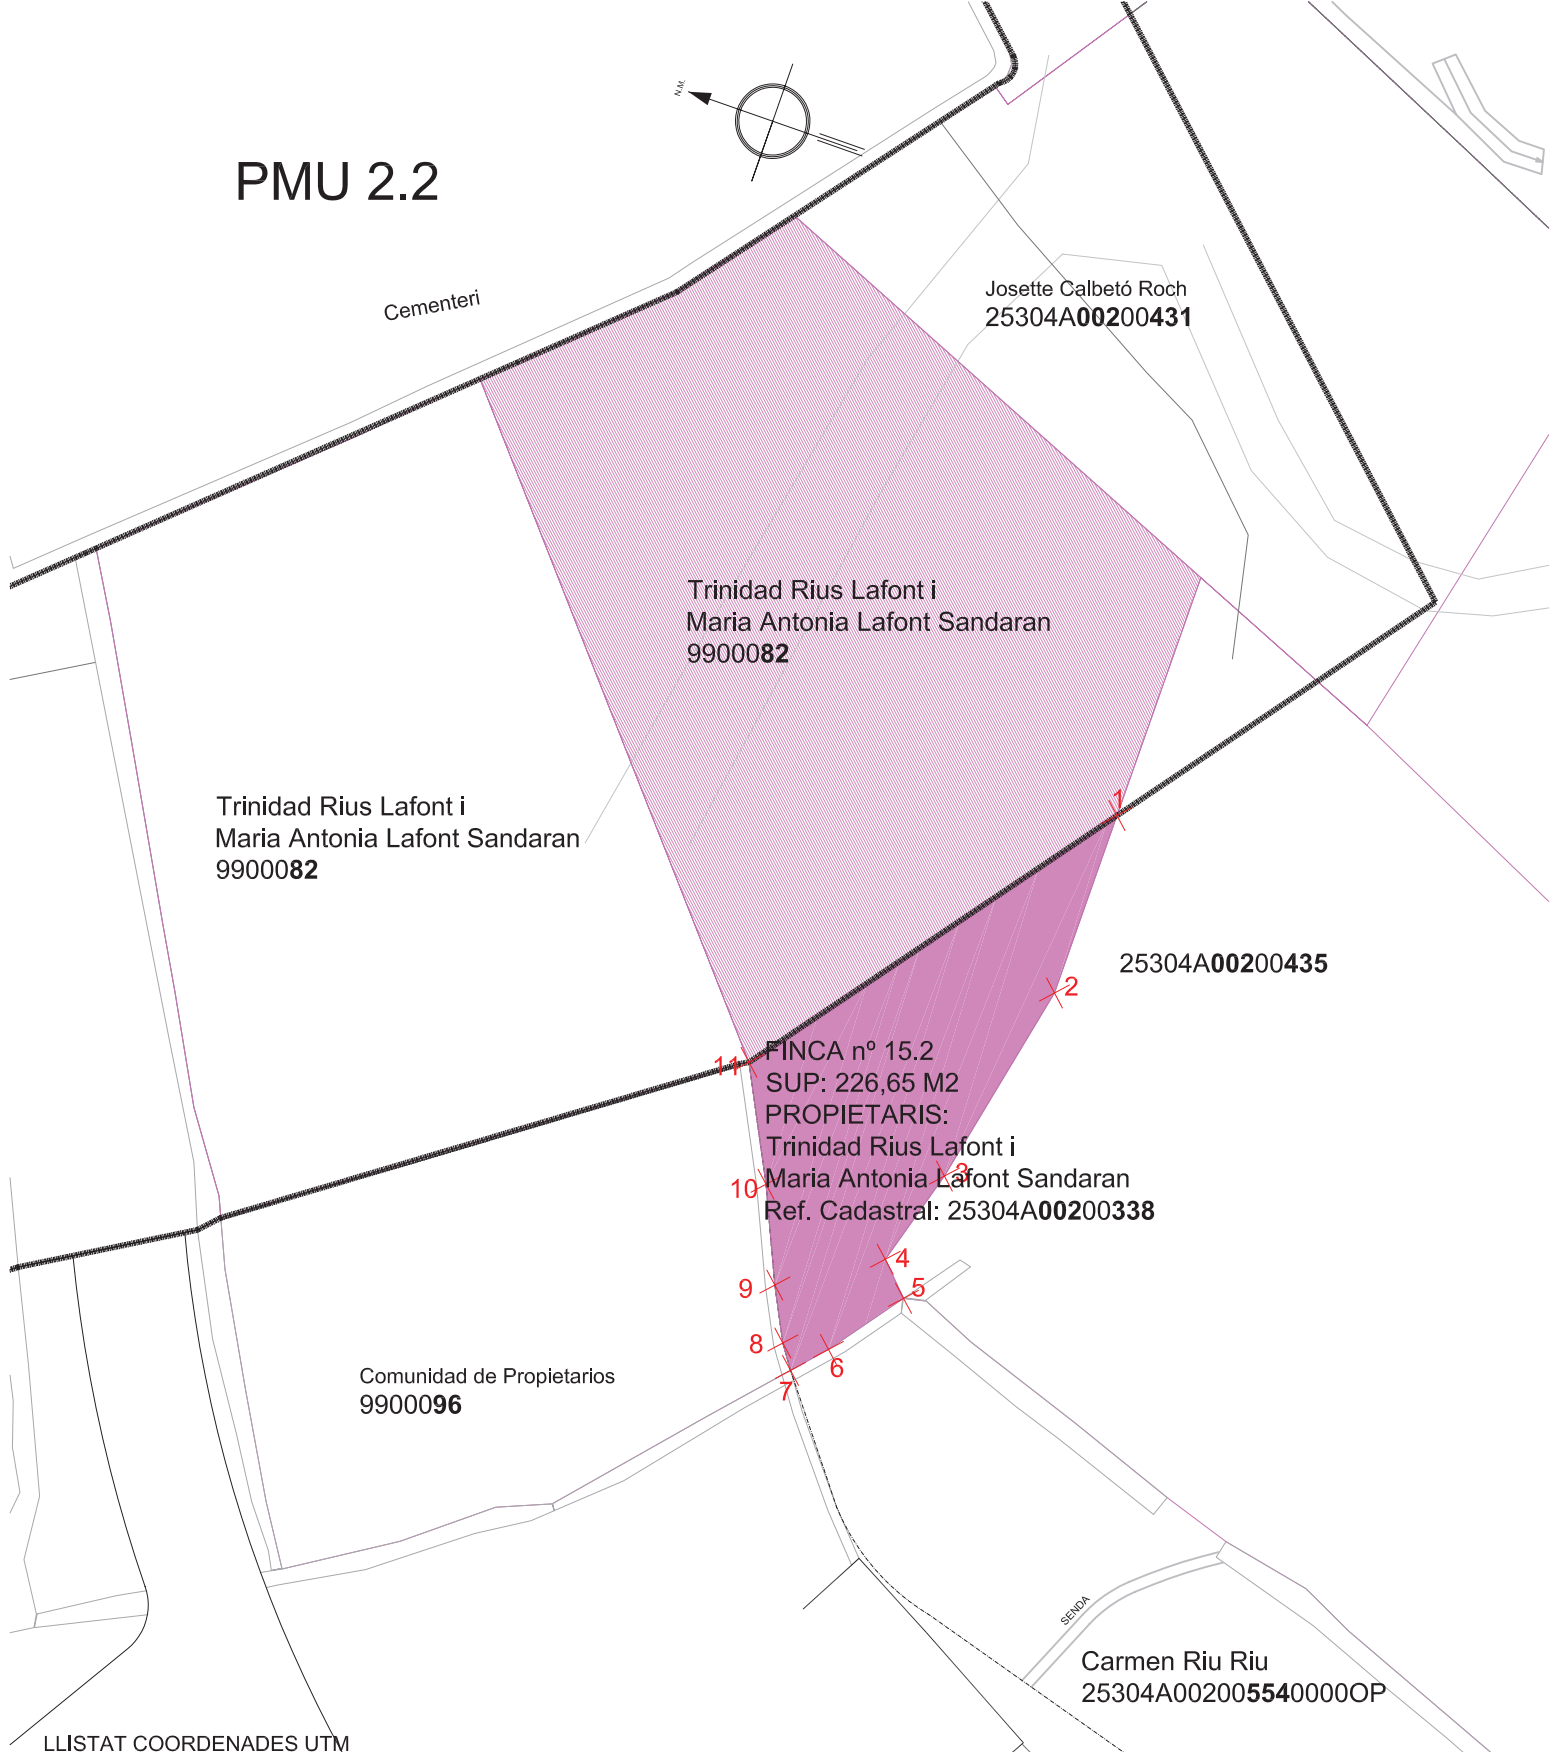 N.M.
PMU 2.2
Cementeri
Josette Calbetó Roch
25304A00200431
Trinidad Rius Lafont i
Maria Antonia Lafont Sandaran
9900082
Trinidad Rius Lafont i
Maria Antonia Lafont Sandaran
9900082
1
25304A00200435
2
11
FINCA nº 15.2
SUP: 226,65 M2
PROPIETARIS:
Trinidad Rius Lafont i
Maria Antonia Lafont Sandaran
Ref. Cadastral: 25304A00200338
3
10
4
5
9
8
6
7
Comunidad de Propietarios
9900096
SENDA
Carmen Riu Riu
25304A002005540000OP
LLISTAT COORDENADES UTM